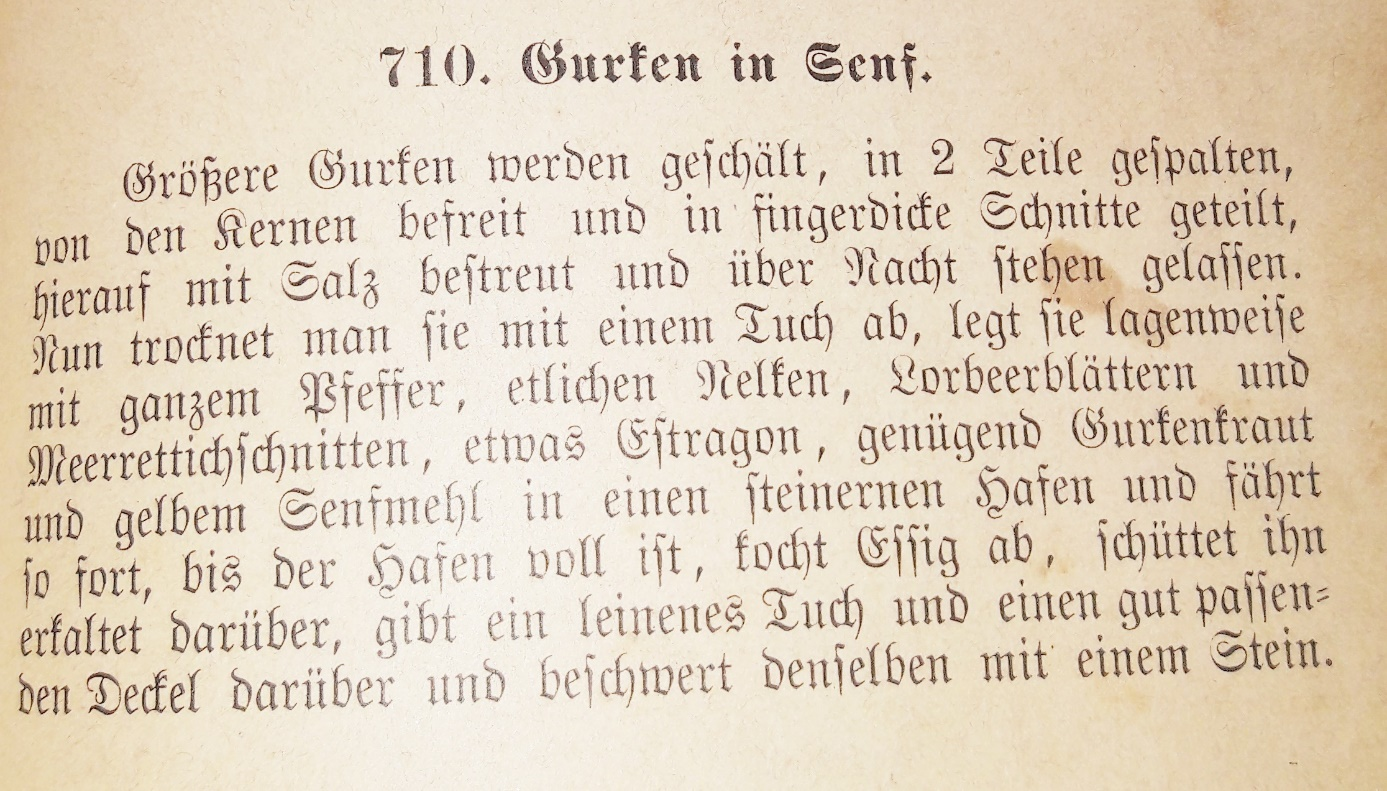 710. Gurken in Senf.
Größere Gurken werden geschält, in 2 Teile gespalten,
von den Kernen befreit und in fingerdicke Schnitte geteilt,
hierauf mit Salz bestreut und über Nacht stehen gelassen.
Nun trocknet man sie mit einem Tuch ab, legt sie lagenweise
mit ganzem Pfeffer, etlichen Nelken, Lorbeerblättern und
Meerrettichschnitten, etwas Estragon, genügend Gurkenkraut
und gelbem Senfmehl in einen steinernen Hafen und fährt
so fort, bis der Hafen voll ist, kocht Essig ab, schüttet ihn
erkaltet darüber, gibt ein leinenes Tuch und einen gut passen-
den Deckel darüber und beschwert denselben mit einem Stein.